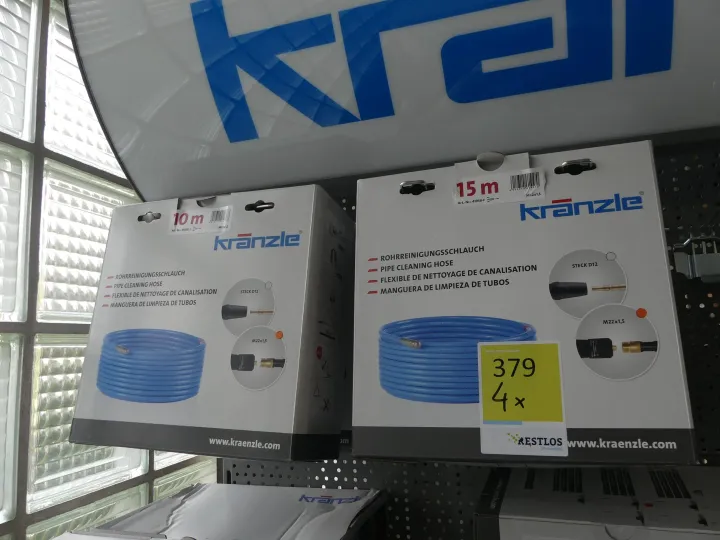 Kränzle
10 m
kränzle
ROHRREINIGUNGSSCHLAUCH
PIPE CLEANING HOSE
FLEXIBLE DE NETTOYAGE DE CANALISATION
MANGUERA DE LIMPIEZA DE TUBOS
STECK D12
M22x1,5
www.kraenzle.com
15 m
kränzle
ROHRREINIGUNGSSCHLAUCH
PIPE CLEANING HOSE
FLEXIBLE DE NETTOYAGE DE CANALISATION
MANGUERA DE LIMPIEZA DE TUBOS
STECK D12
M22x1,5
379
4x
RESTLOS
www.kraenzle.com
kränzle